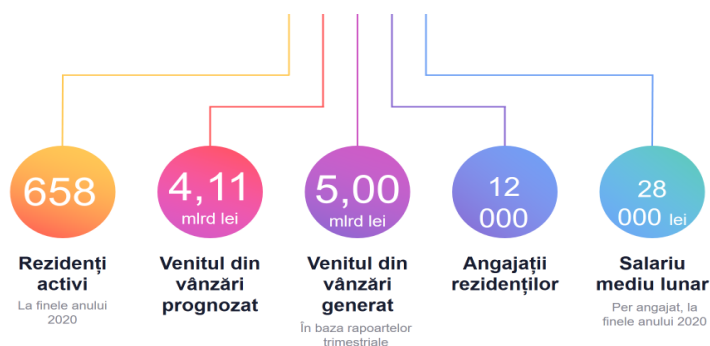 658
Rezidenți
activi
La finele anului
2020
4,11
mlrd lei
Venitul din
vânzări
prognozat
5,00
mlrd lei
Venitul din
vânzări
generat
În baza rapoartelor
trimestriale
12
000
Angajații
rezidenților
28
000 lei
Salariu
mediu lunar
Per angajat, la
finele anului 2020